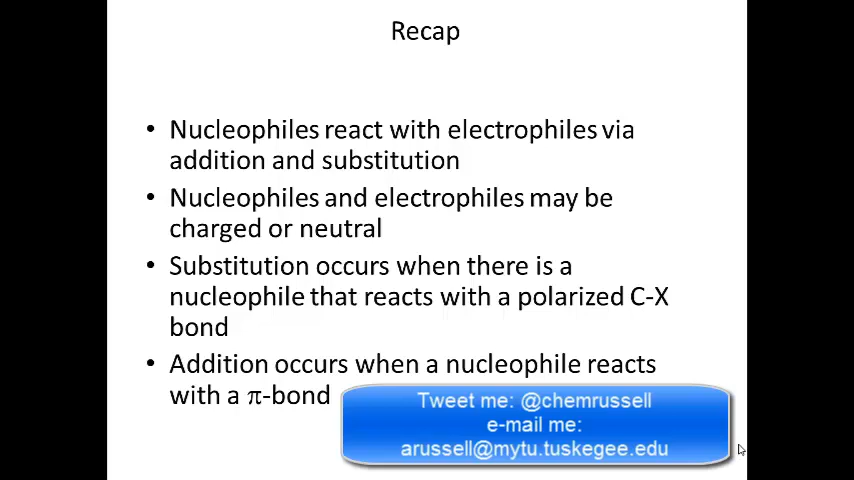 Recap
• Nucleophiles react with electrophiles via
addition and substitution
• Nucleophiles and electrophiles may be
charged or neutral
• Substitution occurs when there is a
nucleophile that reacts with a polarized C-X
bond
• Addition occurs when a nucleophile reacts
with a π-bond
Tweet me: @chemrussell
e-mail me:
arussell@mytu.tuskegee.edu